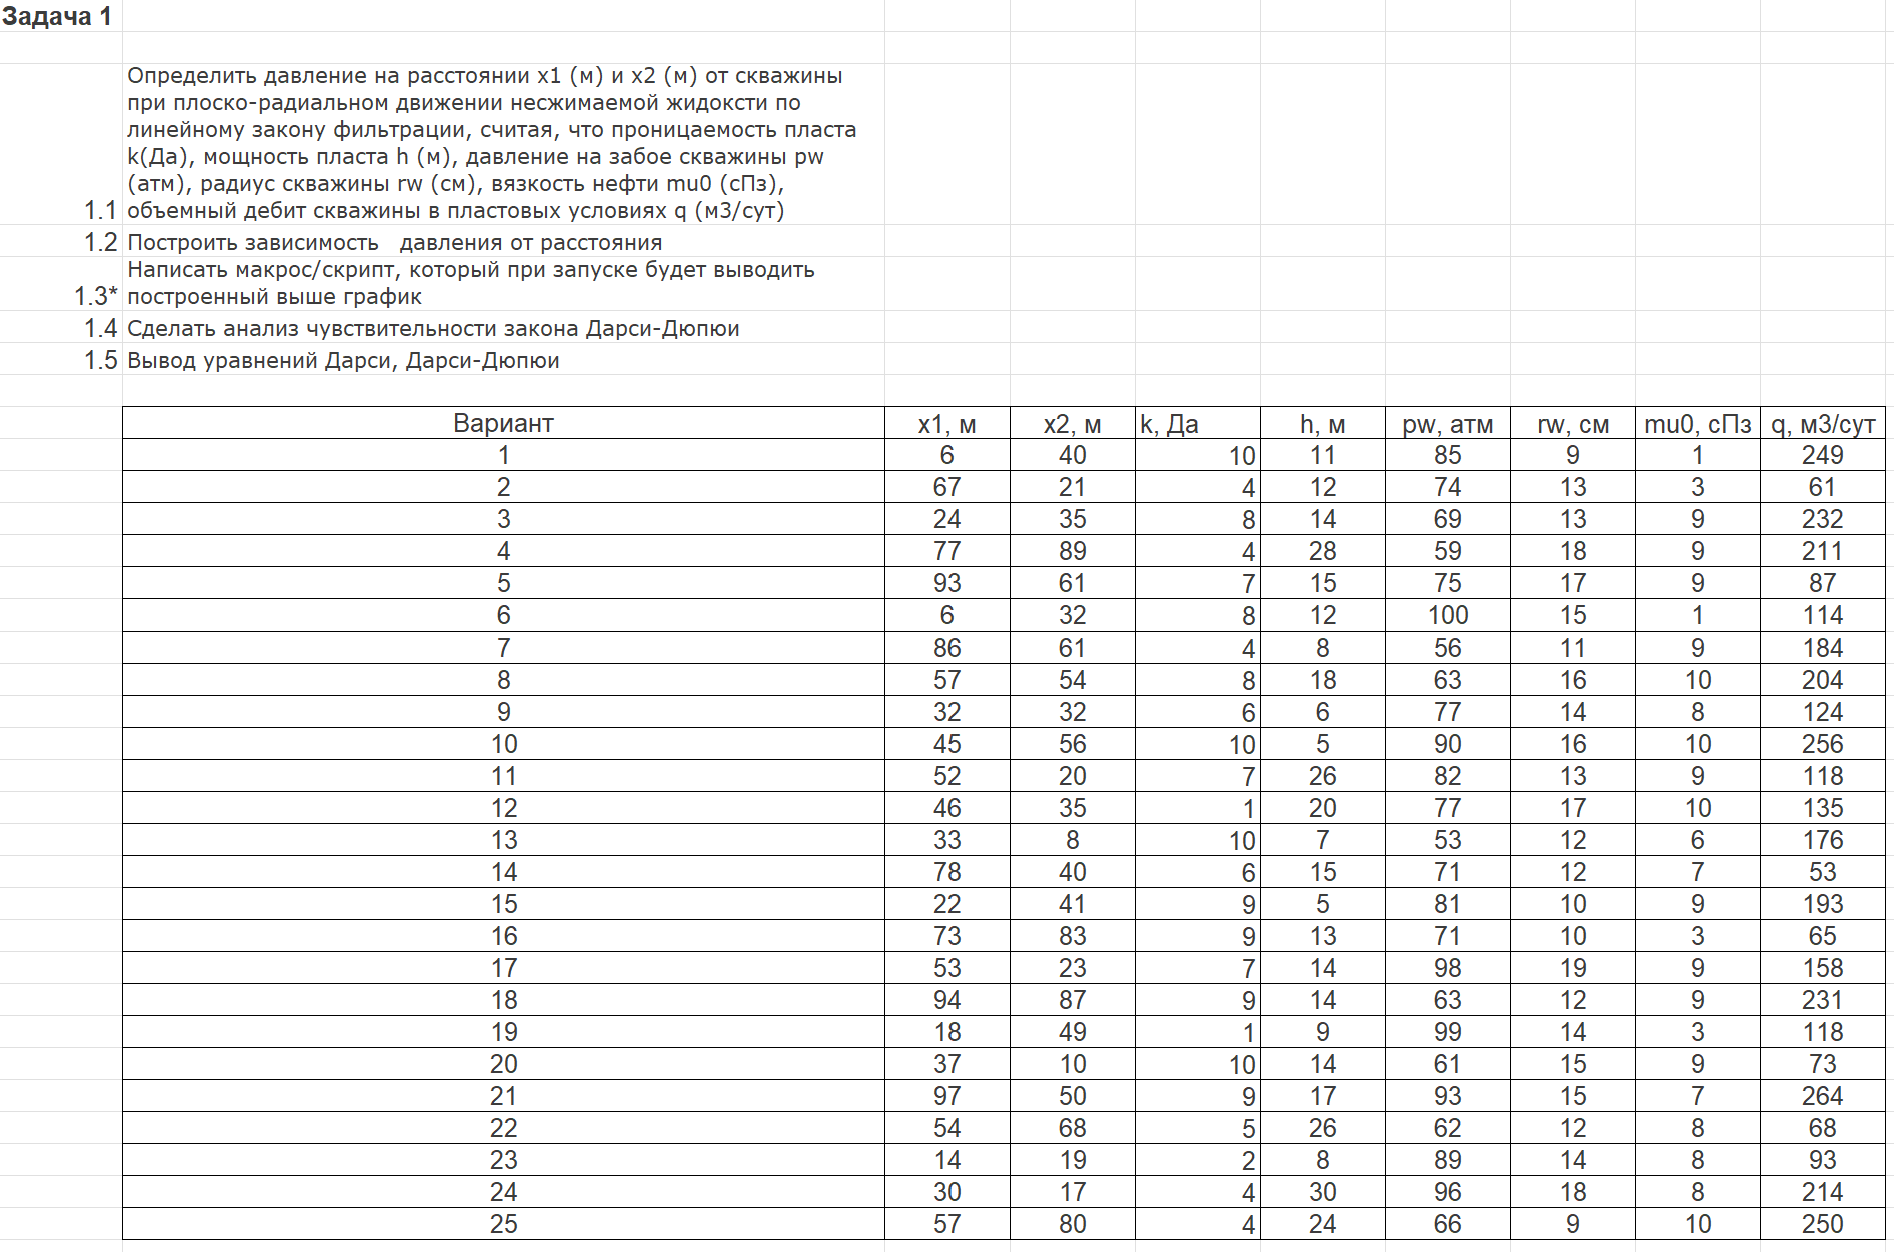 Задача 1
Определить давление на расстоянии x1 (м) и x2 (м) от скважины
при плоско-радиальном движении несжимаемой жидоксти по
линейному закону фильтрации, считая, что проницаемость пласта
k(Да), мощность пласта h (м), давление на забое скважины pw
(атм), радиус скважины rw (см), вязкость нефти mu0 (сПз),
1.1 объемный дебит скважины в пластовых условиях q (м3/сут)
1.2 Построить зависимость давления от расстояния
Написать макрос/скрипт, который при запуске будет выводить
1.3* построенный выше график
1.4 Сделать анализ чувствительности закона Дарси-Дюпюи
1.5 Вывод уравнений Дарси, Дарси-Дюпюи
Вариант x1, м x2, м k, Да h, м pw, атм rw, см mu0, сПз q, м3/сут
1 6 40 10 11 85 9 1 249
2 67 21 4 12 74 13 3 61
3 24 35 8 14 69 13 9 232
4 77 89 4 28 59 18 9 211
5 93 61 7 15 75 17 9 87
6 6 32 8 12 100 15 1 114
7 86 61 4 8 56 11 9 184
8 57 54 8 18 63 16 10 204
9 32 32 6 6 77 14 8 124
10 45 56 10 5 90 16 10 256
11 52 20 7 26 82 13 9 118
12 46 35 1 20 77 17 10 135
13 33 8 10 7 53 12 6 176
14 78 40 6 15 71 12 7 53
15 22 41 9 5 81 10 9 193
16 73 83 9 13 71 10 3 65
17 53 23 7 14 98 19 9 158
18 94 87 9 14 63 12 9 231
19 18 49 1 9 99 14 3 118
20 37 10 10 14 61 15 9 73
21 97 50 9 17 93 15 7 264
22 54 68 5 26 62 12 8 68
23 14 19 2 8 89 14 8 93
24 30 17 4 30 96 18 8 214
25 57 80 4 24 66 9 10 250